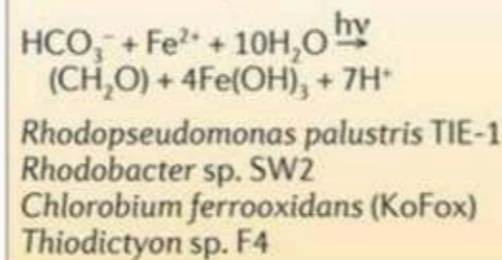 HCO₃⁻ + Fe²⁺ + 10H₂O hν→
(CH₂O) + 4Fe(OH)₃ + 7H⁺
Rhodopseudomonas palustris TIE-1
Rhodobacter sp. SW2
Chlorobium ferrooxidans (KoFox)
Thiodictyon sp. F4